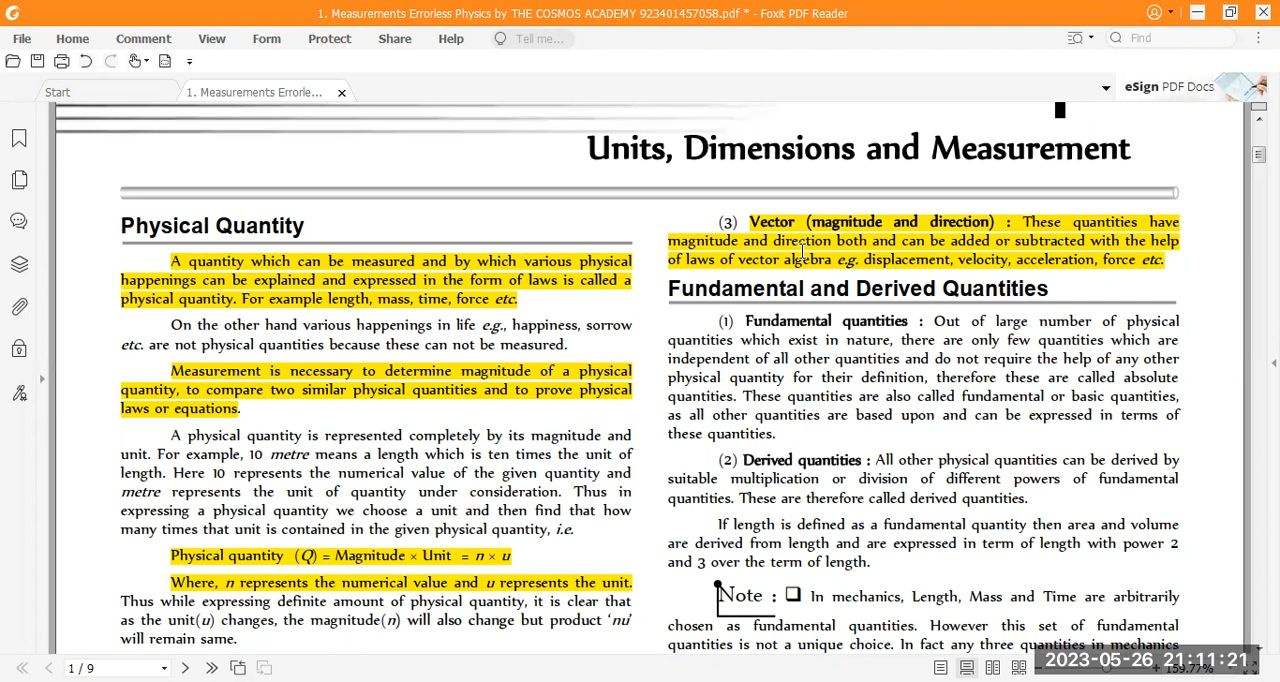 1. Measurements Errorless Physics by THE COSMOS ACADEMY 923401457058.pdf * - Foxit PDF Reader
File Home Comment View Form Protect Share Help Tell me... Find
Start 1. Measurements Errorle... eSign PDF Docs
Units, Dimensions and Measurement
Physical Quantity
A quantity which can be measured and by which various physical
happenings can be explained and expressed in the form of laws is called a
physical quantity. For example length, mass, time, force etc.
On the other hand various happenings in life e.g., happiness, sorrow
etc. are not physical quantities because these can not be measured.
Measurement is necessary to determine magnitude of a physical
quantity, to compare two similar physical quantities and to prove physical
laws or equations.
A physical quantity is represented completely by its magnitude and
unit. For example, 10 metre means a length which is ten times the unit of
length. Here 10 represents the numerical value of the given quantity and
metre represents the unit of quantity under consideration. Thus in
expressing a physical quantity we choose a unit and then find that how
many times that unit is contained in the given physical quantity, i.e.
Physical quantity (Q) = Magnitude × Unit = n × u
Where, n represents the numerical value and u represents the unit.
Thus while expressing definite amount of physical quantity, it is clear that
as the unit(u) changes, the magnitude(n) will also change but product 'nu'
will remain same.
(3) Vector (magnitude and direction) : These quantities have
magnitude and direction both and can be added or subtracted with the help
of laws of vector algebra e.g. displacement, velocity, acceleration, force etc.
Fundamental and Derived Quantities
(1) Fundamental quantities : Out of large number of physical
quantities which exist in nature, there are only few quantities which are
independent of all other quantities and do not require the help of any other
physical quantity for their definition, therefore these are called absolute
quantities. These quantities are also called fundamental or basic quantities,
as all other quantities are based upon and can be expressed in terms of
these quantities.
(2) Derived quantities : All other physical quantities can be derived by
suitable multiplication or division of different powers of fundamental
quantities. These are therefore called derived quantities.
If length is defined as a fundamental quantity then area and volume
are derived from length and are expressed in term of length with power 2
and 3 over the term of length.
Note : ❑ In mechanics, Length, Mass and Time are arbitrarily
chosen as fundamental quantities. However this set of fundamental
quantities is not a unique choice. In fact any three quantities in mechanics
1 / 9
2023-05-26 21:11:21
159.77%